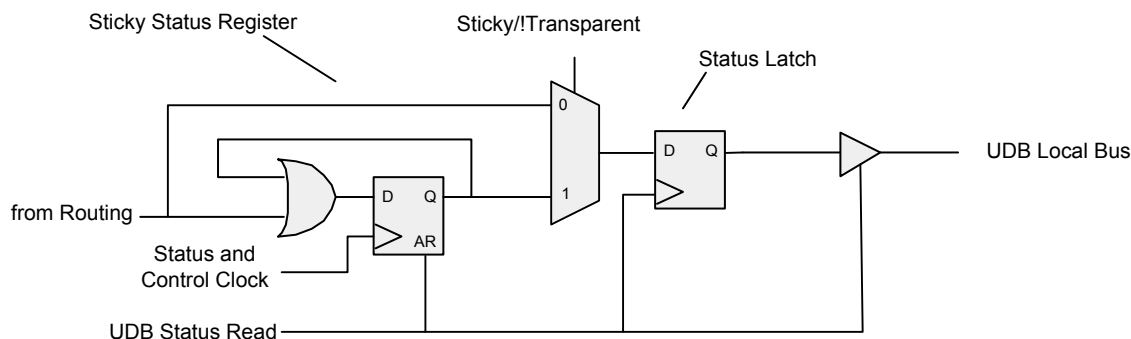 Sticky Status Register
Sticky/!Transparent
Status Latch
0
D Q
UDB Local Bus
D Q
1
from Routing
AR
Status and
Control Clock
UDB Status Read